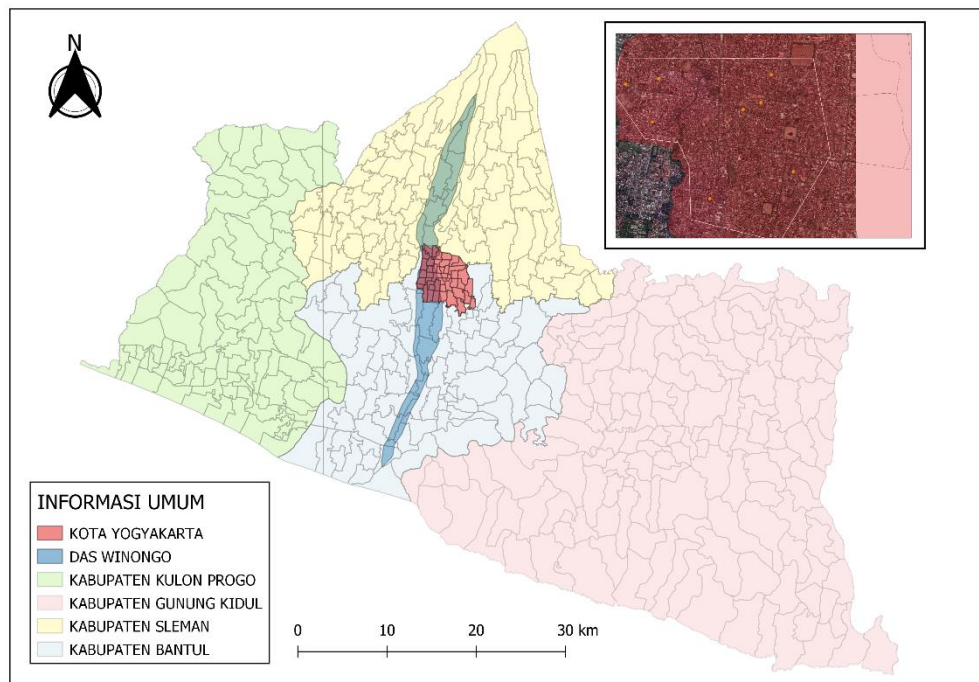 N
INFORMASI UMUM
KOTA YOGYAKARTA
DAS WINONGO
KABUPATEN KULON PROGO
KABUPATEN GUNUNG KIDUL
KABUPATEN SLEMAN
KABUPATEN BANTUL
0 10 20 30 km